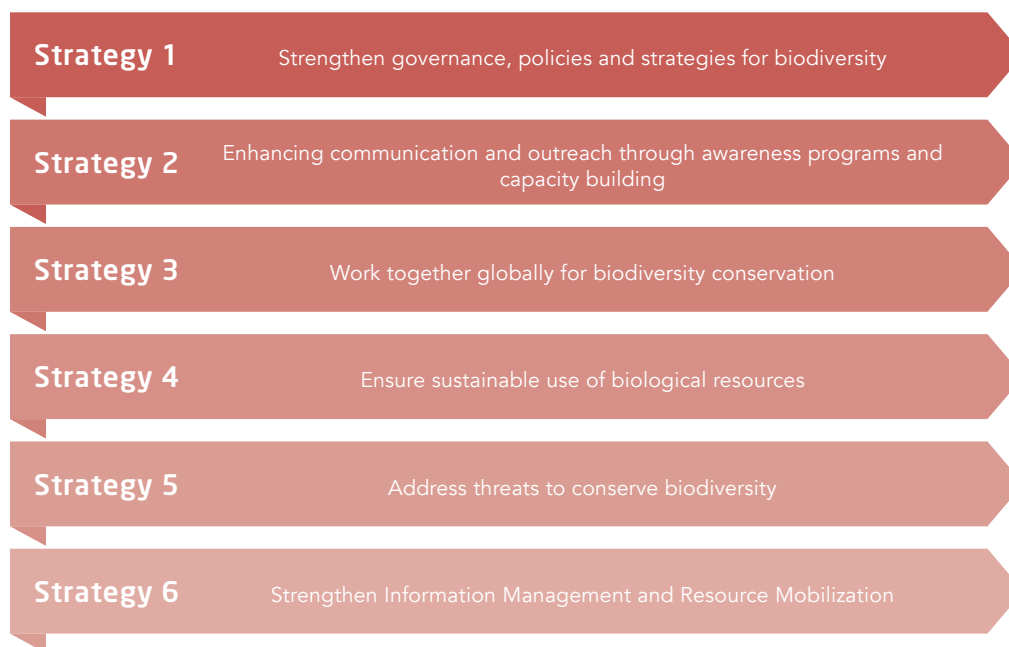 Strategy 1
Strengthen governance, policies and strategies for biodiversity
Strategy 2
Enhancing communication and outreach through awareness programs and
capacity building
Strategy 3
Work together globally for biodiversity conservation
Strategy 4
Ensure sustainable use of biological resources
Strategy 5
Address threats to conserve biodiversity
Strategy 6
Strengthen Information Management and Resource Mobilization